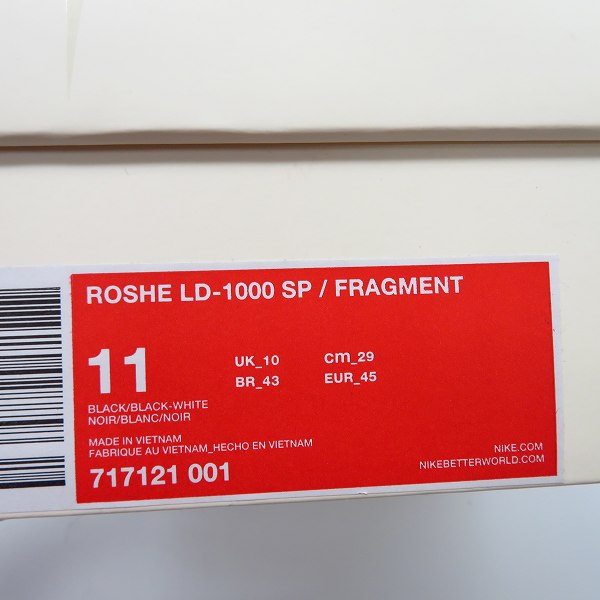 ROSHE LD-1000 SP / FRAGMENT
11
UK_10 cm_29
BR_43 EUR_45
BLACK/BLACK-WHITE
NOIR/BLANC/NOIR
MADE IN VIETNAM
FABRIQUE AU VIETNAM_HECHO EN VIETNAM
717121 001
NIKE.COM
NIKEBETTERWORLD.COM